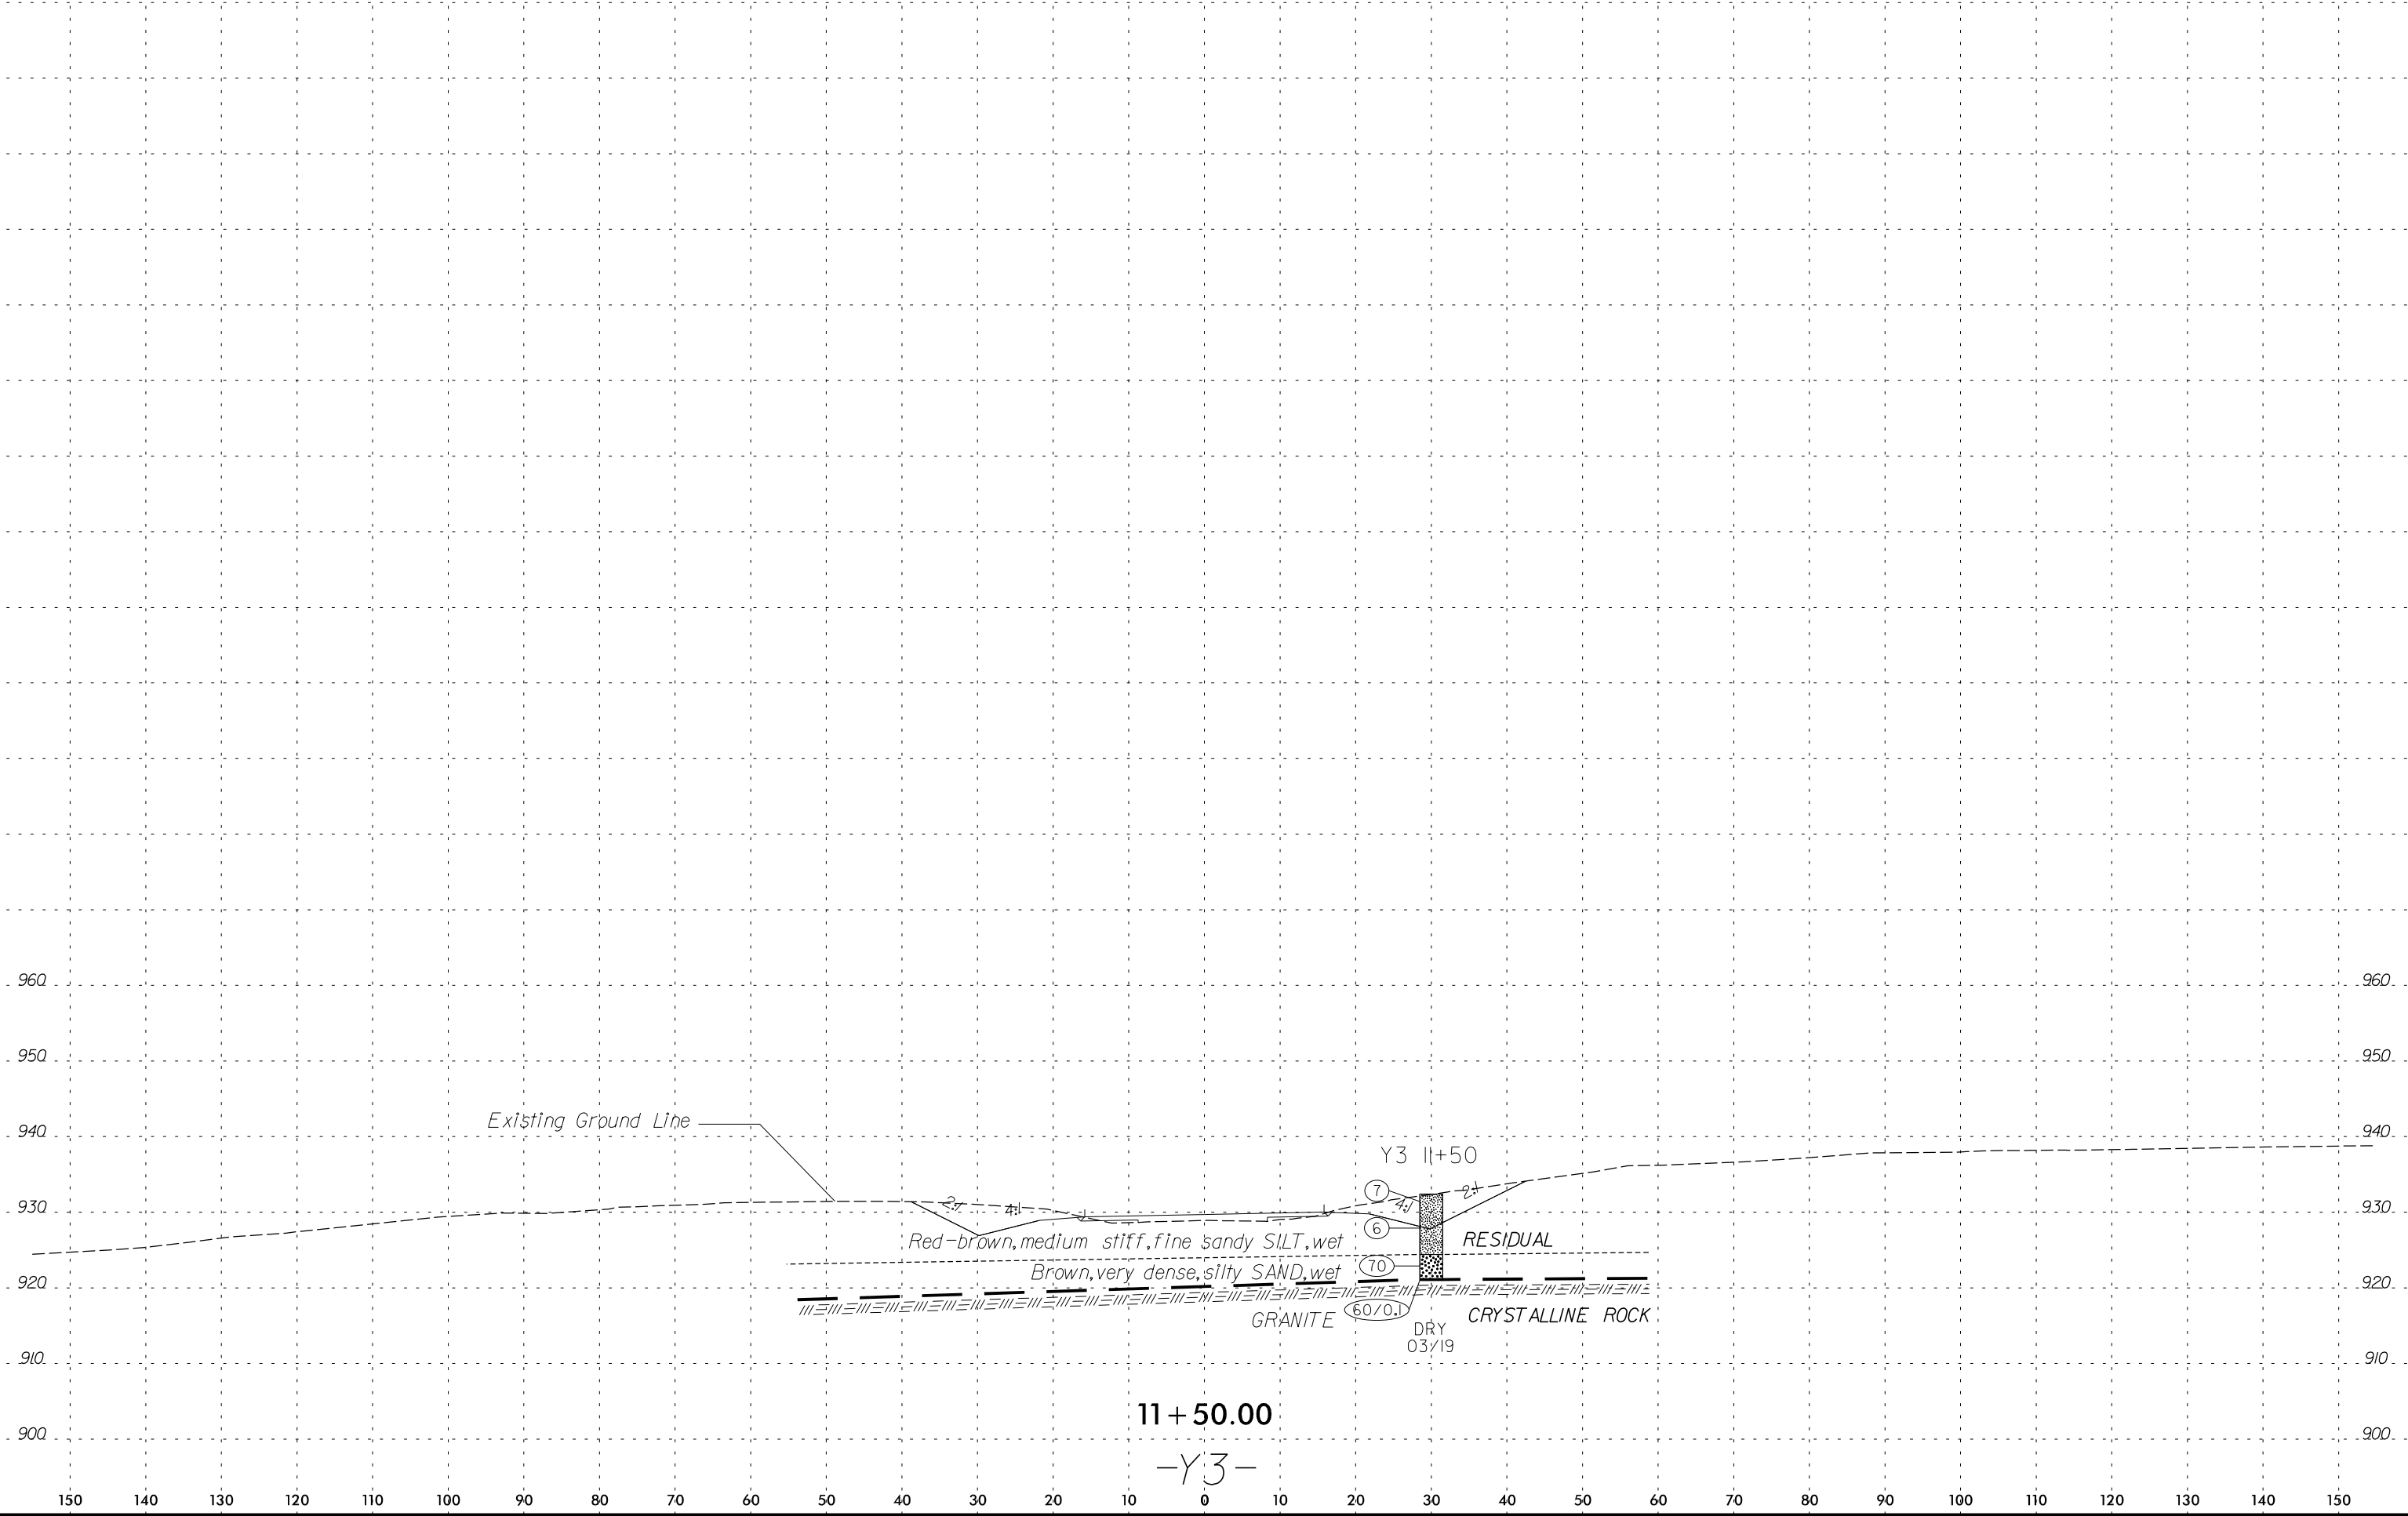 960 960
950 950
Existing Ground Line
940 940
Y3 11+50
7
2:1 4:1 4:1 2:1
930 930
6
Red-brown, medium stiff, fine sandy SILT, wet RESIDUAL
70
Brown, very dense, silty SAND, wet
920 920
60/0.1
GRANITE CRYSTALLINE ROCK
DRY
03/19
910 910
11+50.00
900 900
-Y3-
150 140 130 120 110 100 90 80 70 60 50 40 30 20 10 0 10 20 30 40 50 60 70 80 90 100 110 120 130 140 150